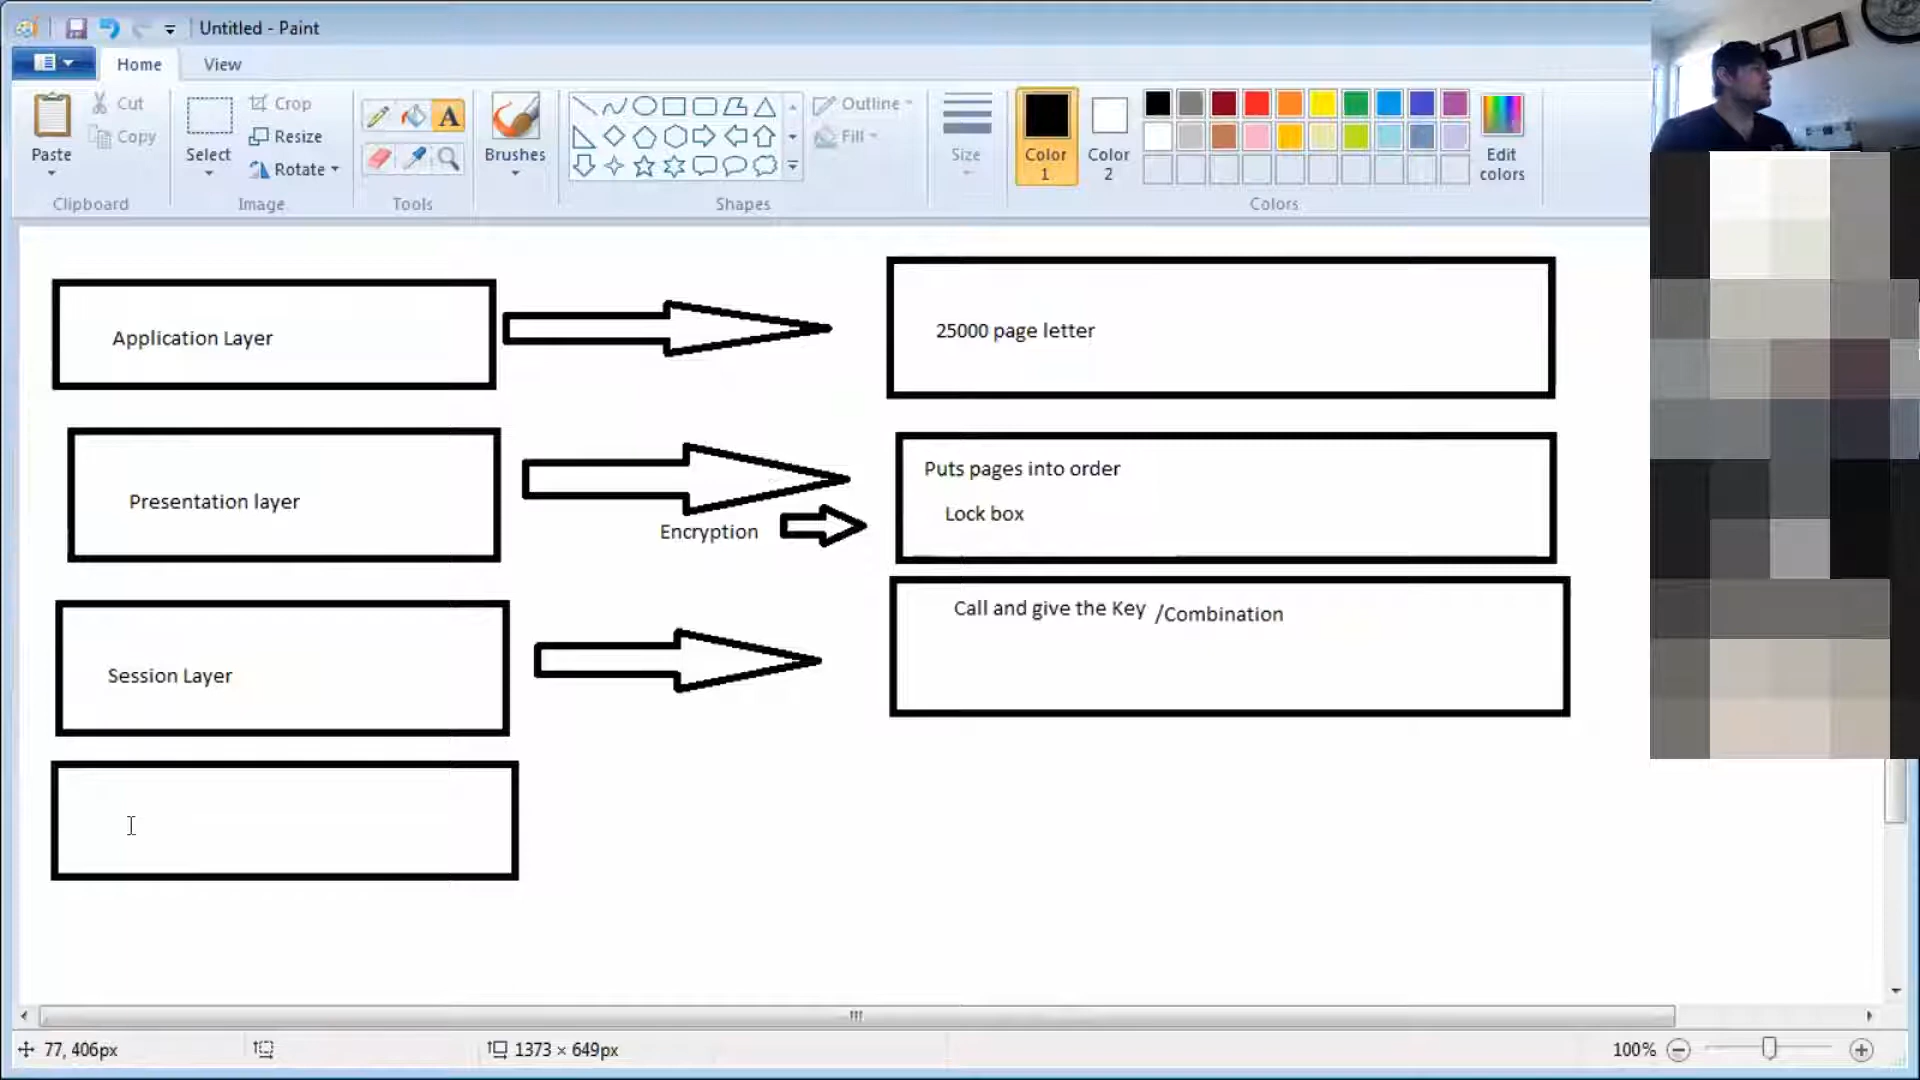 Untitled - Paint
Home View
Paste
Cut
Copy
Clipboard
Select
Crop
Resize
Rotate
Image
A
Tools
Brushes
Outline
Fill
Shapes
Size
Color 1
Color 2
Edit colors
Colors
Application Layer
25000 page letter
Presentation layer
Encryption
Puts pages into order
Lock box
Session Layer
Call and give the Key /Combination
77, 406px
1373 × 649px
100%